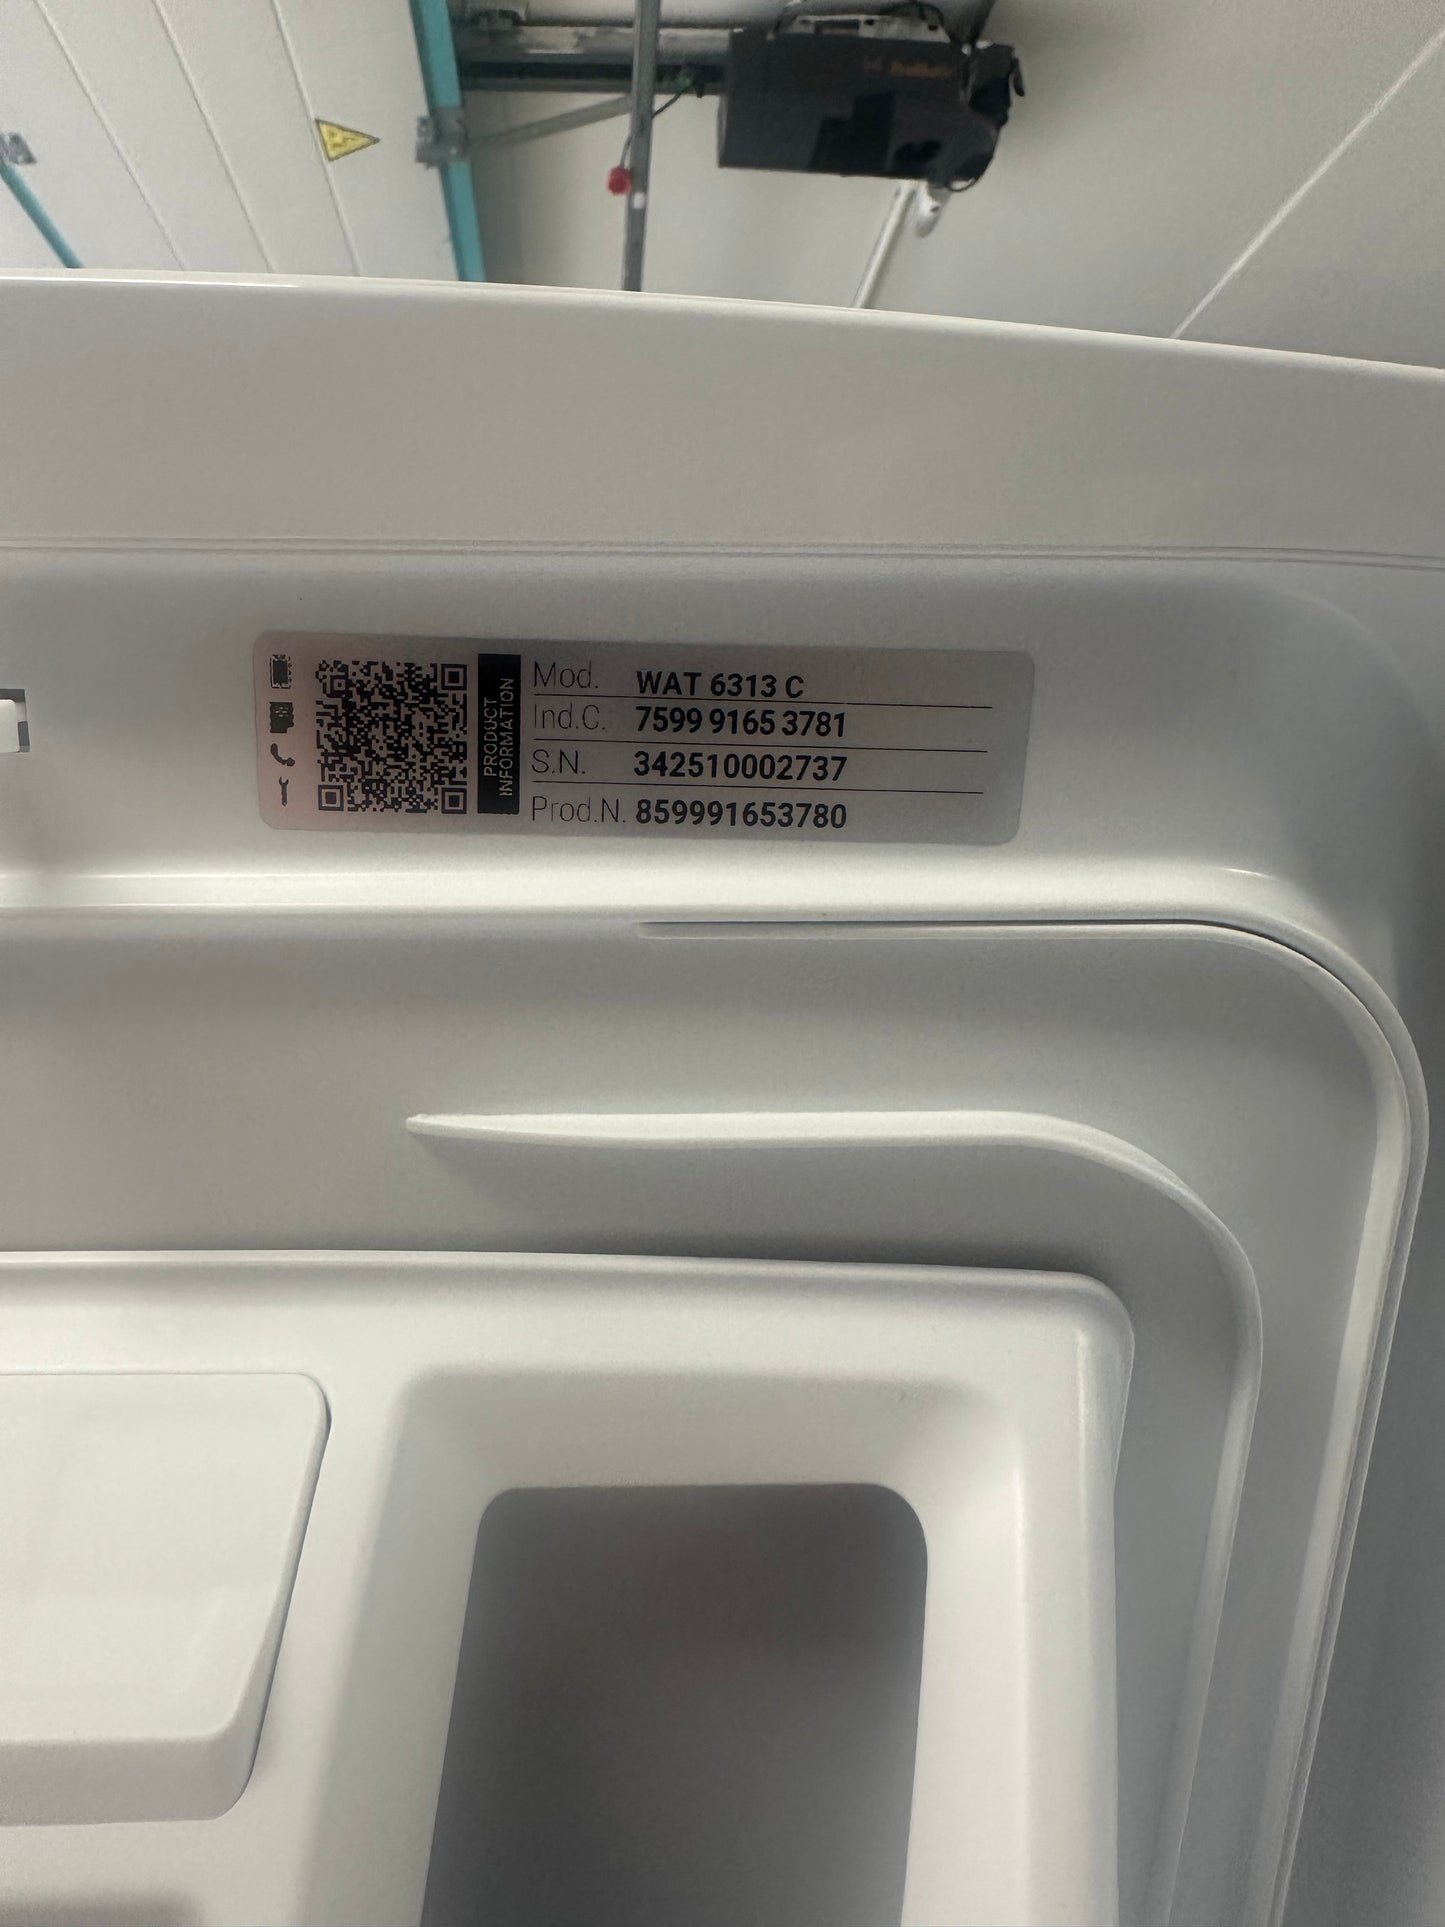 PRODUCT
INFORMATION
Mod. WAT 6313 C
Ind.C. 7599 9165 3781
S.N. 342510002737
Prod.N. 859991653780